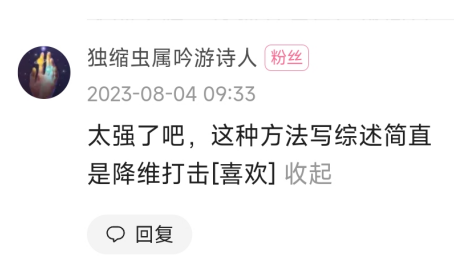 独缩虫属吟游诗人 粉丝
2023-08-04 09:33
太强了吧，这种方法写综述简直
是降维打击[喜欢] 收起
回复